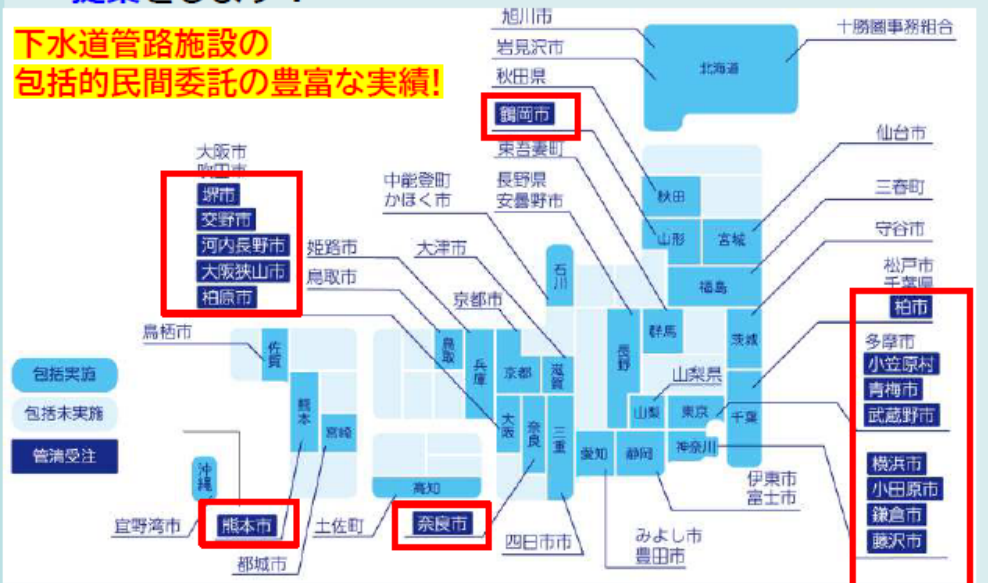 提案をします！
下水道管路施設の
包括的民間委託の豊富な実績!
旭川市
岩見沢市
十勝圏事務組合
北海道
秋田県
鶴岡市
東吾妻町
仙台市
大阪市
吹田市
堺市
交野市
河内長野市
大阪狭山市
柏原市
中能登町
かほく市
長野県
安曇野市
秋田
三春町
山形
宮城
守谷市
姫路市
大津市
鳥取市
石川
福島
松戸市
千葉県
柏市
京都市
鳥栖市
佐賀
鳥取
兵庫
京都
滋賀
長野
群馬
茨城
多摩市
小笠原村
青梅市
武蔵野市
包括実施
山梨県
包括未実施
熊本
宮崎
大阪
奈良
三重
山梨
東京
千葉
管清受注
愛知
静岡
神奈川
横浜市
小田原市
鎌倉市
藤沢市
沖縄
高知
伊東市
富士市
宜野湾市
熊本市
土佐町
奈良市
四日市市
みよし市
豊田市
都城市